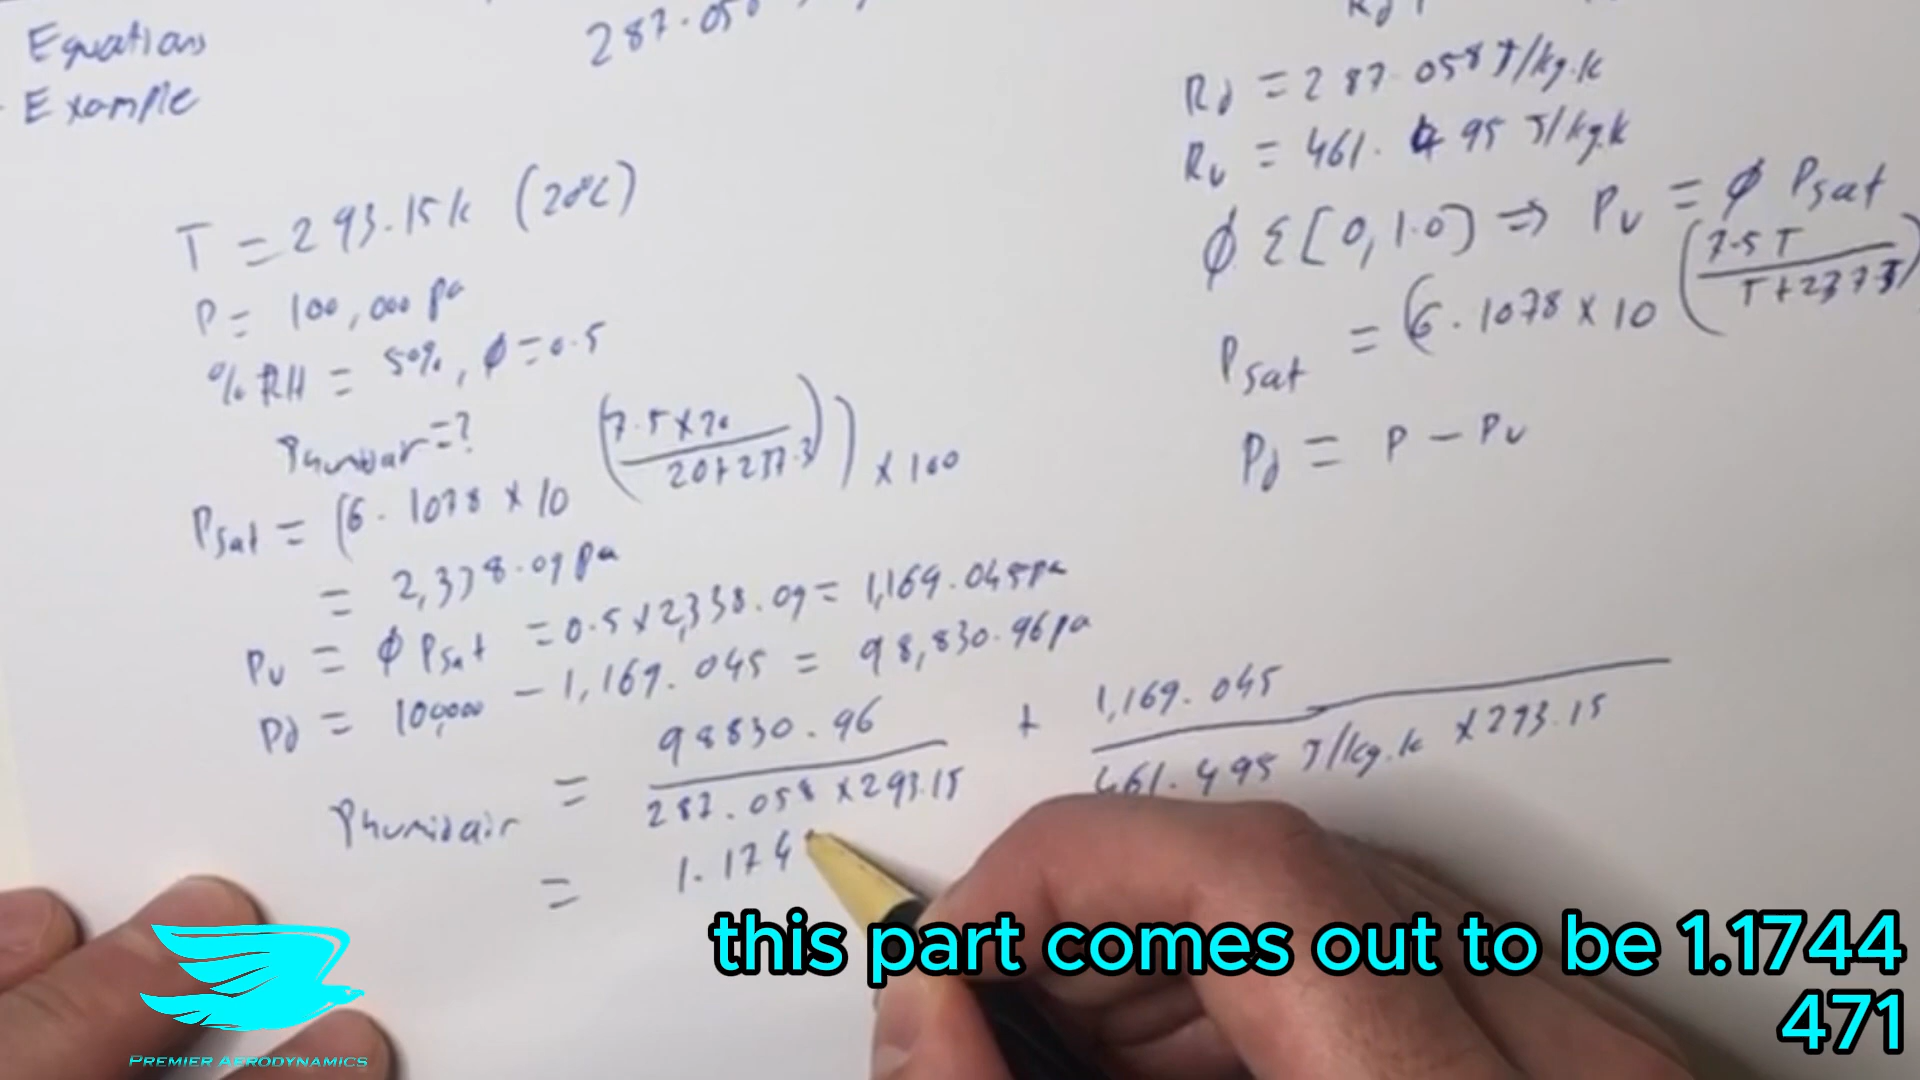 Equations
- Example
287.058
Rd = 287.058 J/kg.k
Rv = 461.495 J/kg.k
ϕ ε [0,1.0] ⇒ Pv = ϕ Psat
Psat = (6.1078 × 10 (7.5 T / T+237.3)
Pd = P - Pv
T = 293.15k (20°C)
P = 100,000 pa
% RH = 50%, ϕ = 0.5
ρhumidair = ?
Psat = (6.1078 × 10 (7.5×20 / 20+237.3)) × 100
= 2,338.09 pa
Pv = ϕ Psat = 0.5 × 2,338.09 = 1,169.045pa
Pd = 100,000 - 1,169.045 = 98,830.96pa
ρhumidair = 98830.96 / 287.058 × 293.15 + 1,169.045 / 461.495 J/kg.k × 293.15
= 1.174
this part comes out to be 1.1744
471
PREMIER AERODYNAMICS